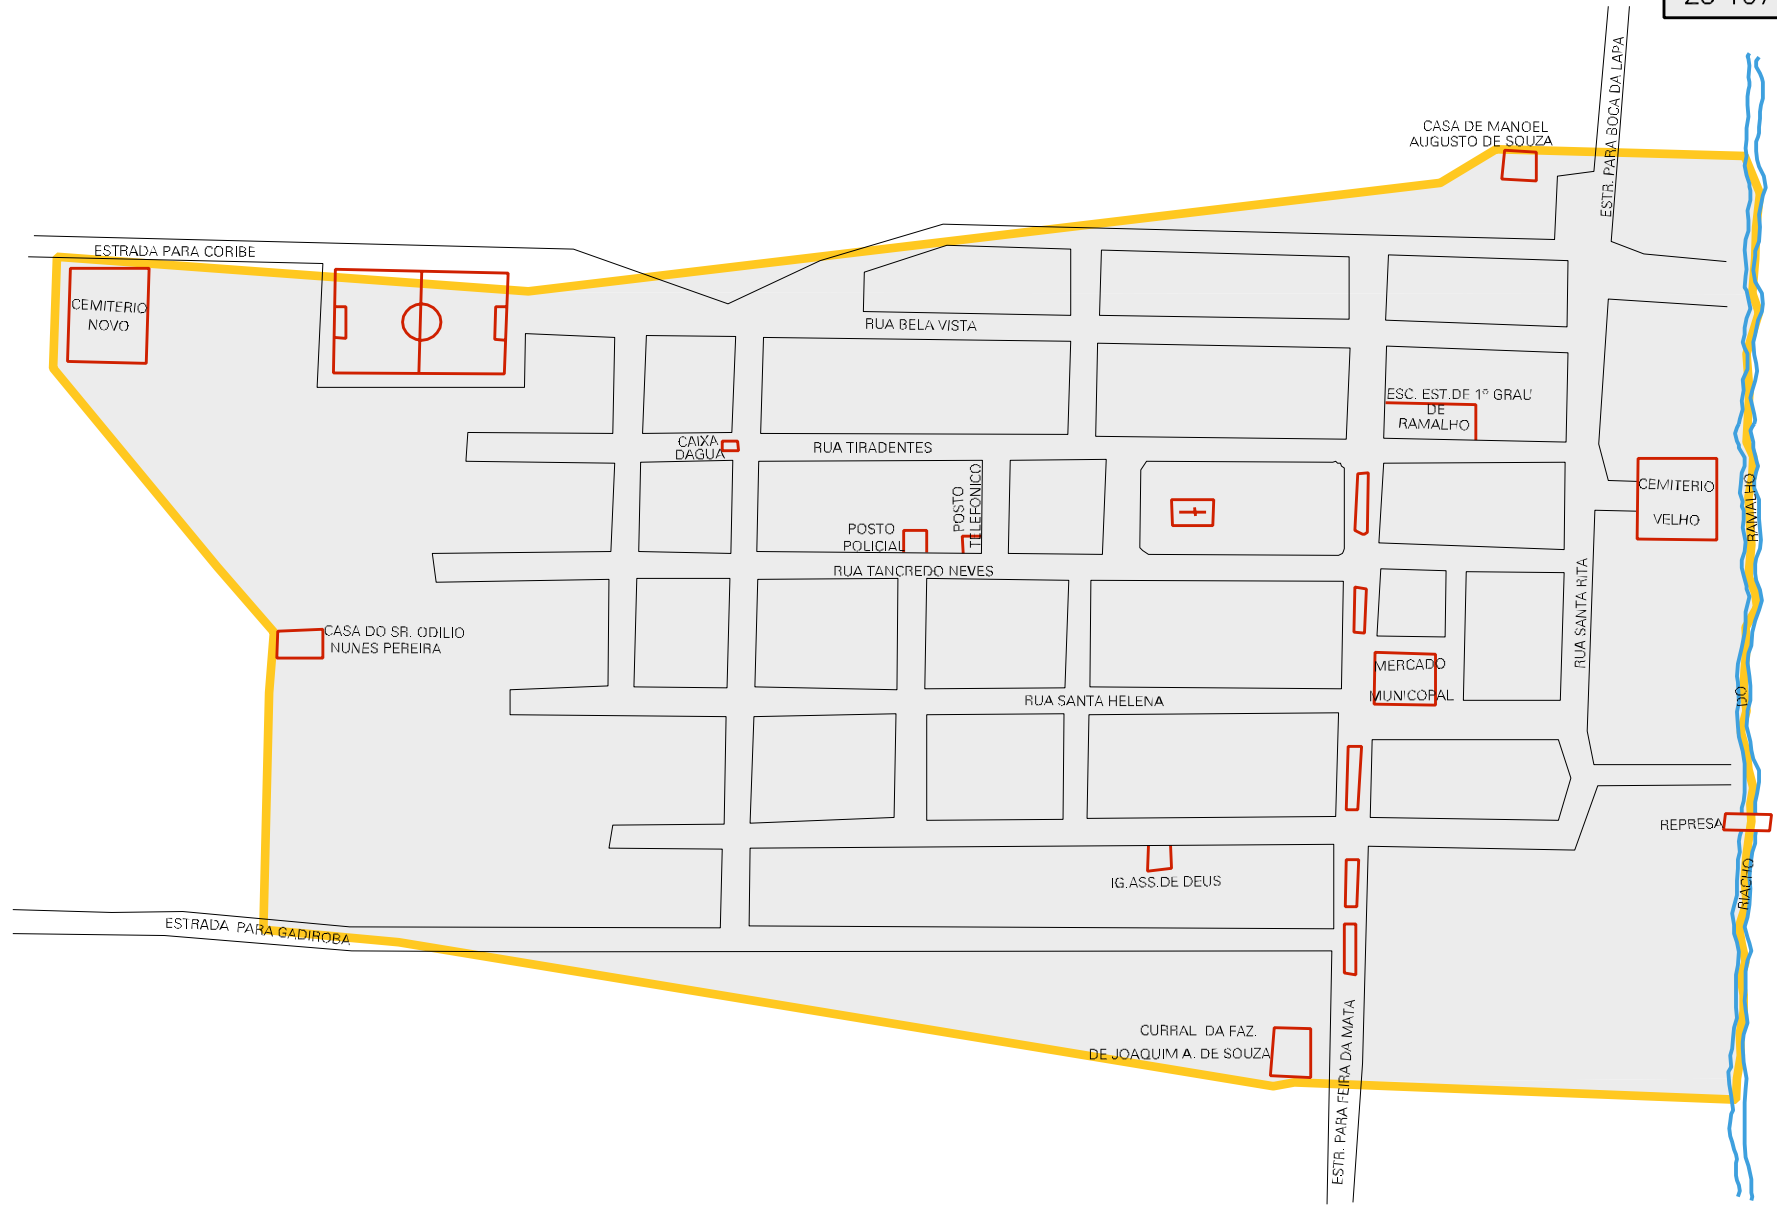 CASA DE MANOEL
AUGUSTO DE SOUZA
ESTR. PARA BOCA DA LAPA
ESTRADA PARA CORIBE
CEMITERIO
NOVO
RUA BELA VISTA
ESC. EST.DE 1º GRAU
DE
RAMALHO
CAIXA
DAGUA
RUA TIRADENTES
POSTO
TELEFONICO
CEMITERIO
VELHO
POSTO
POLICIAL
RUA TANCREDO NEVES
RUA SANTA RITA
CASA DO SR. ODILIO
NUNES PEREIRA
MERCADO
MUNICOPAL
RUA SANTA HELENA
REPRESA
RIACHO DO RAMALHO
IG.ASS.DE DEUS
ESTRADA PARA GADIROBA
CURRAL DA FAZ.
DE JOAQUIM A. DE SOUZA
ESTR. PARA FEIRA DA MATA